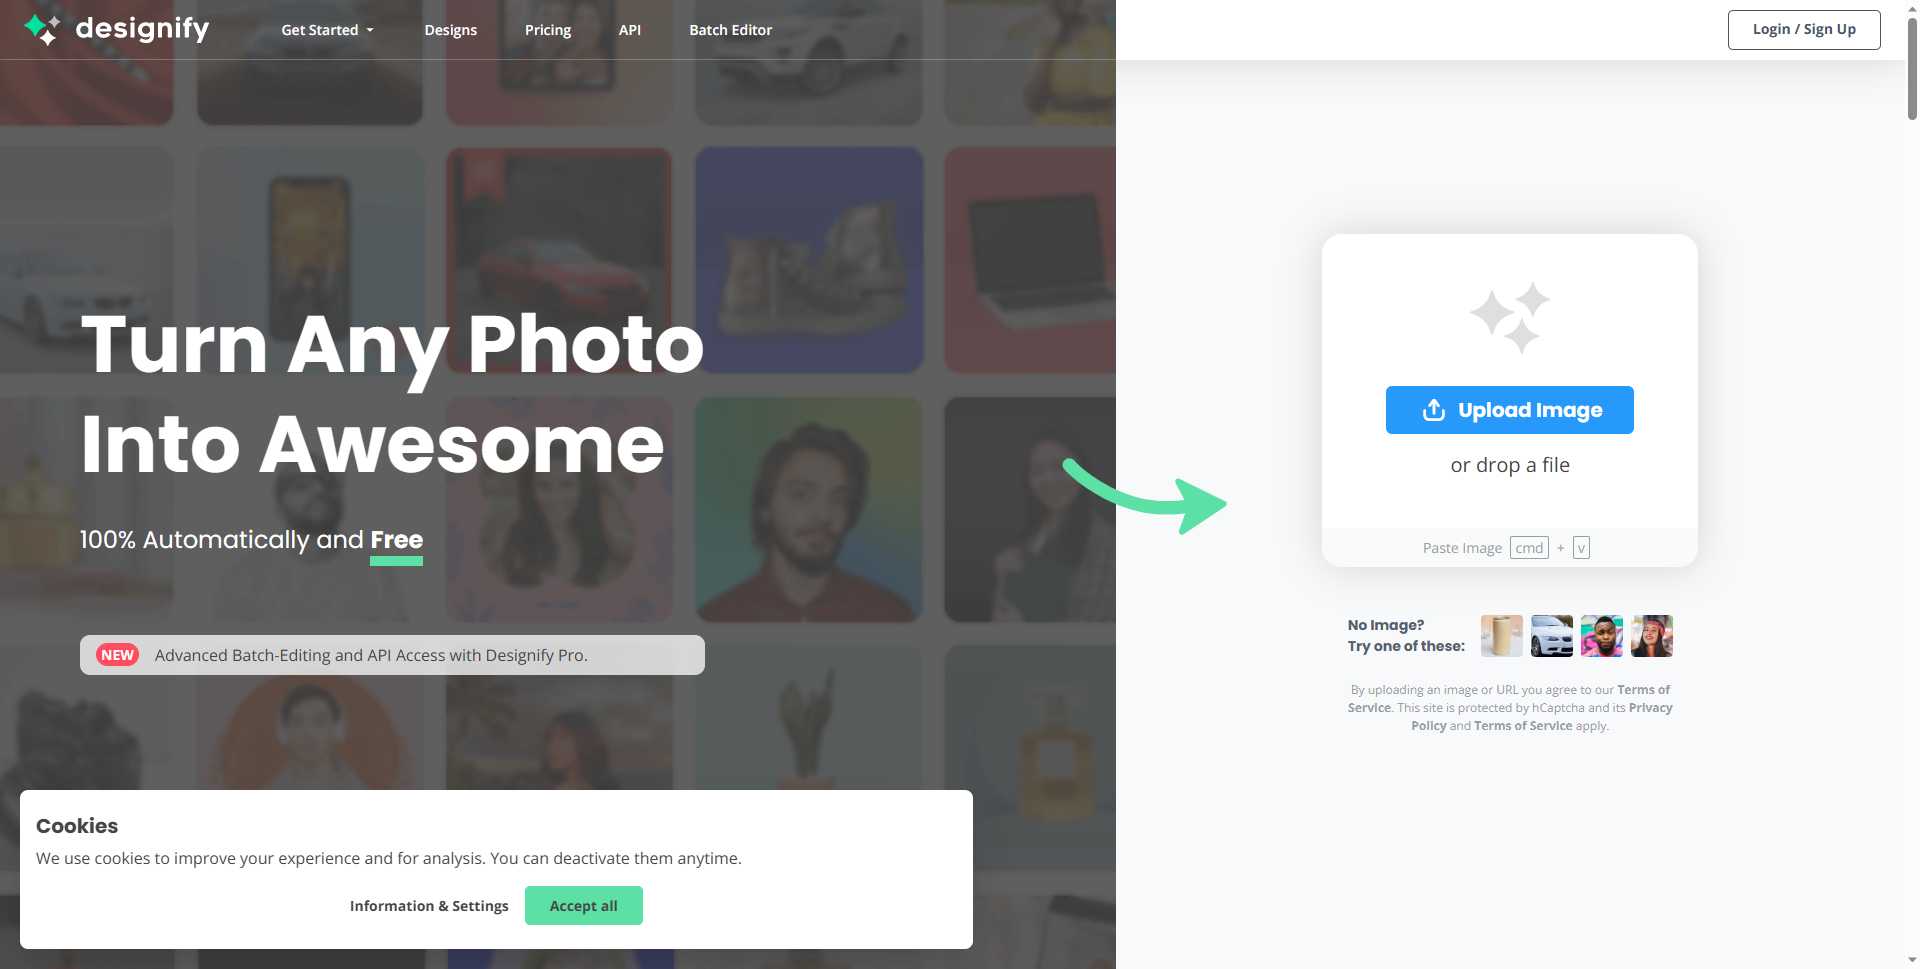 designify
Get Started
Designs
Pricing
API
Batch Editor
Login / Sign Up
Turn Any Photo
Into Awesome
100% Automatically and Free
NEW Advanced Batch-Editing and API Access with Designify Pro.
Upload Image
or drop a file
Paste Image cmd + v
No Image?
Try one of these:
By uploading an image or URL you agree to our Terms of
Service. This site is protected by hCaptcha and its Privacy
Policy and Terms of Service apply.
Cookies
We use cookies to improve your experience and for analysis. You can deactivate them anytime.
Information & Settings
Accept all